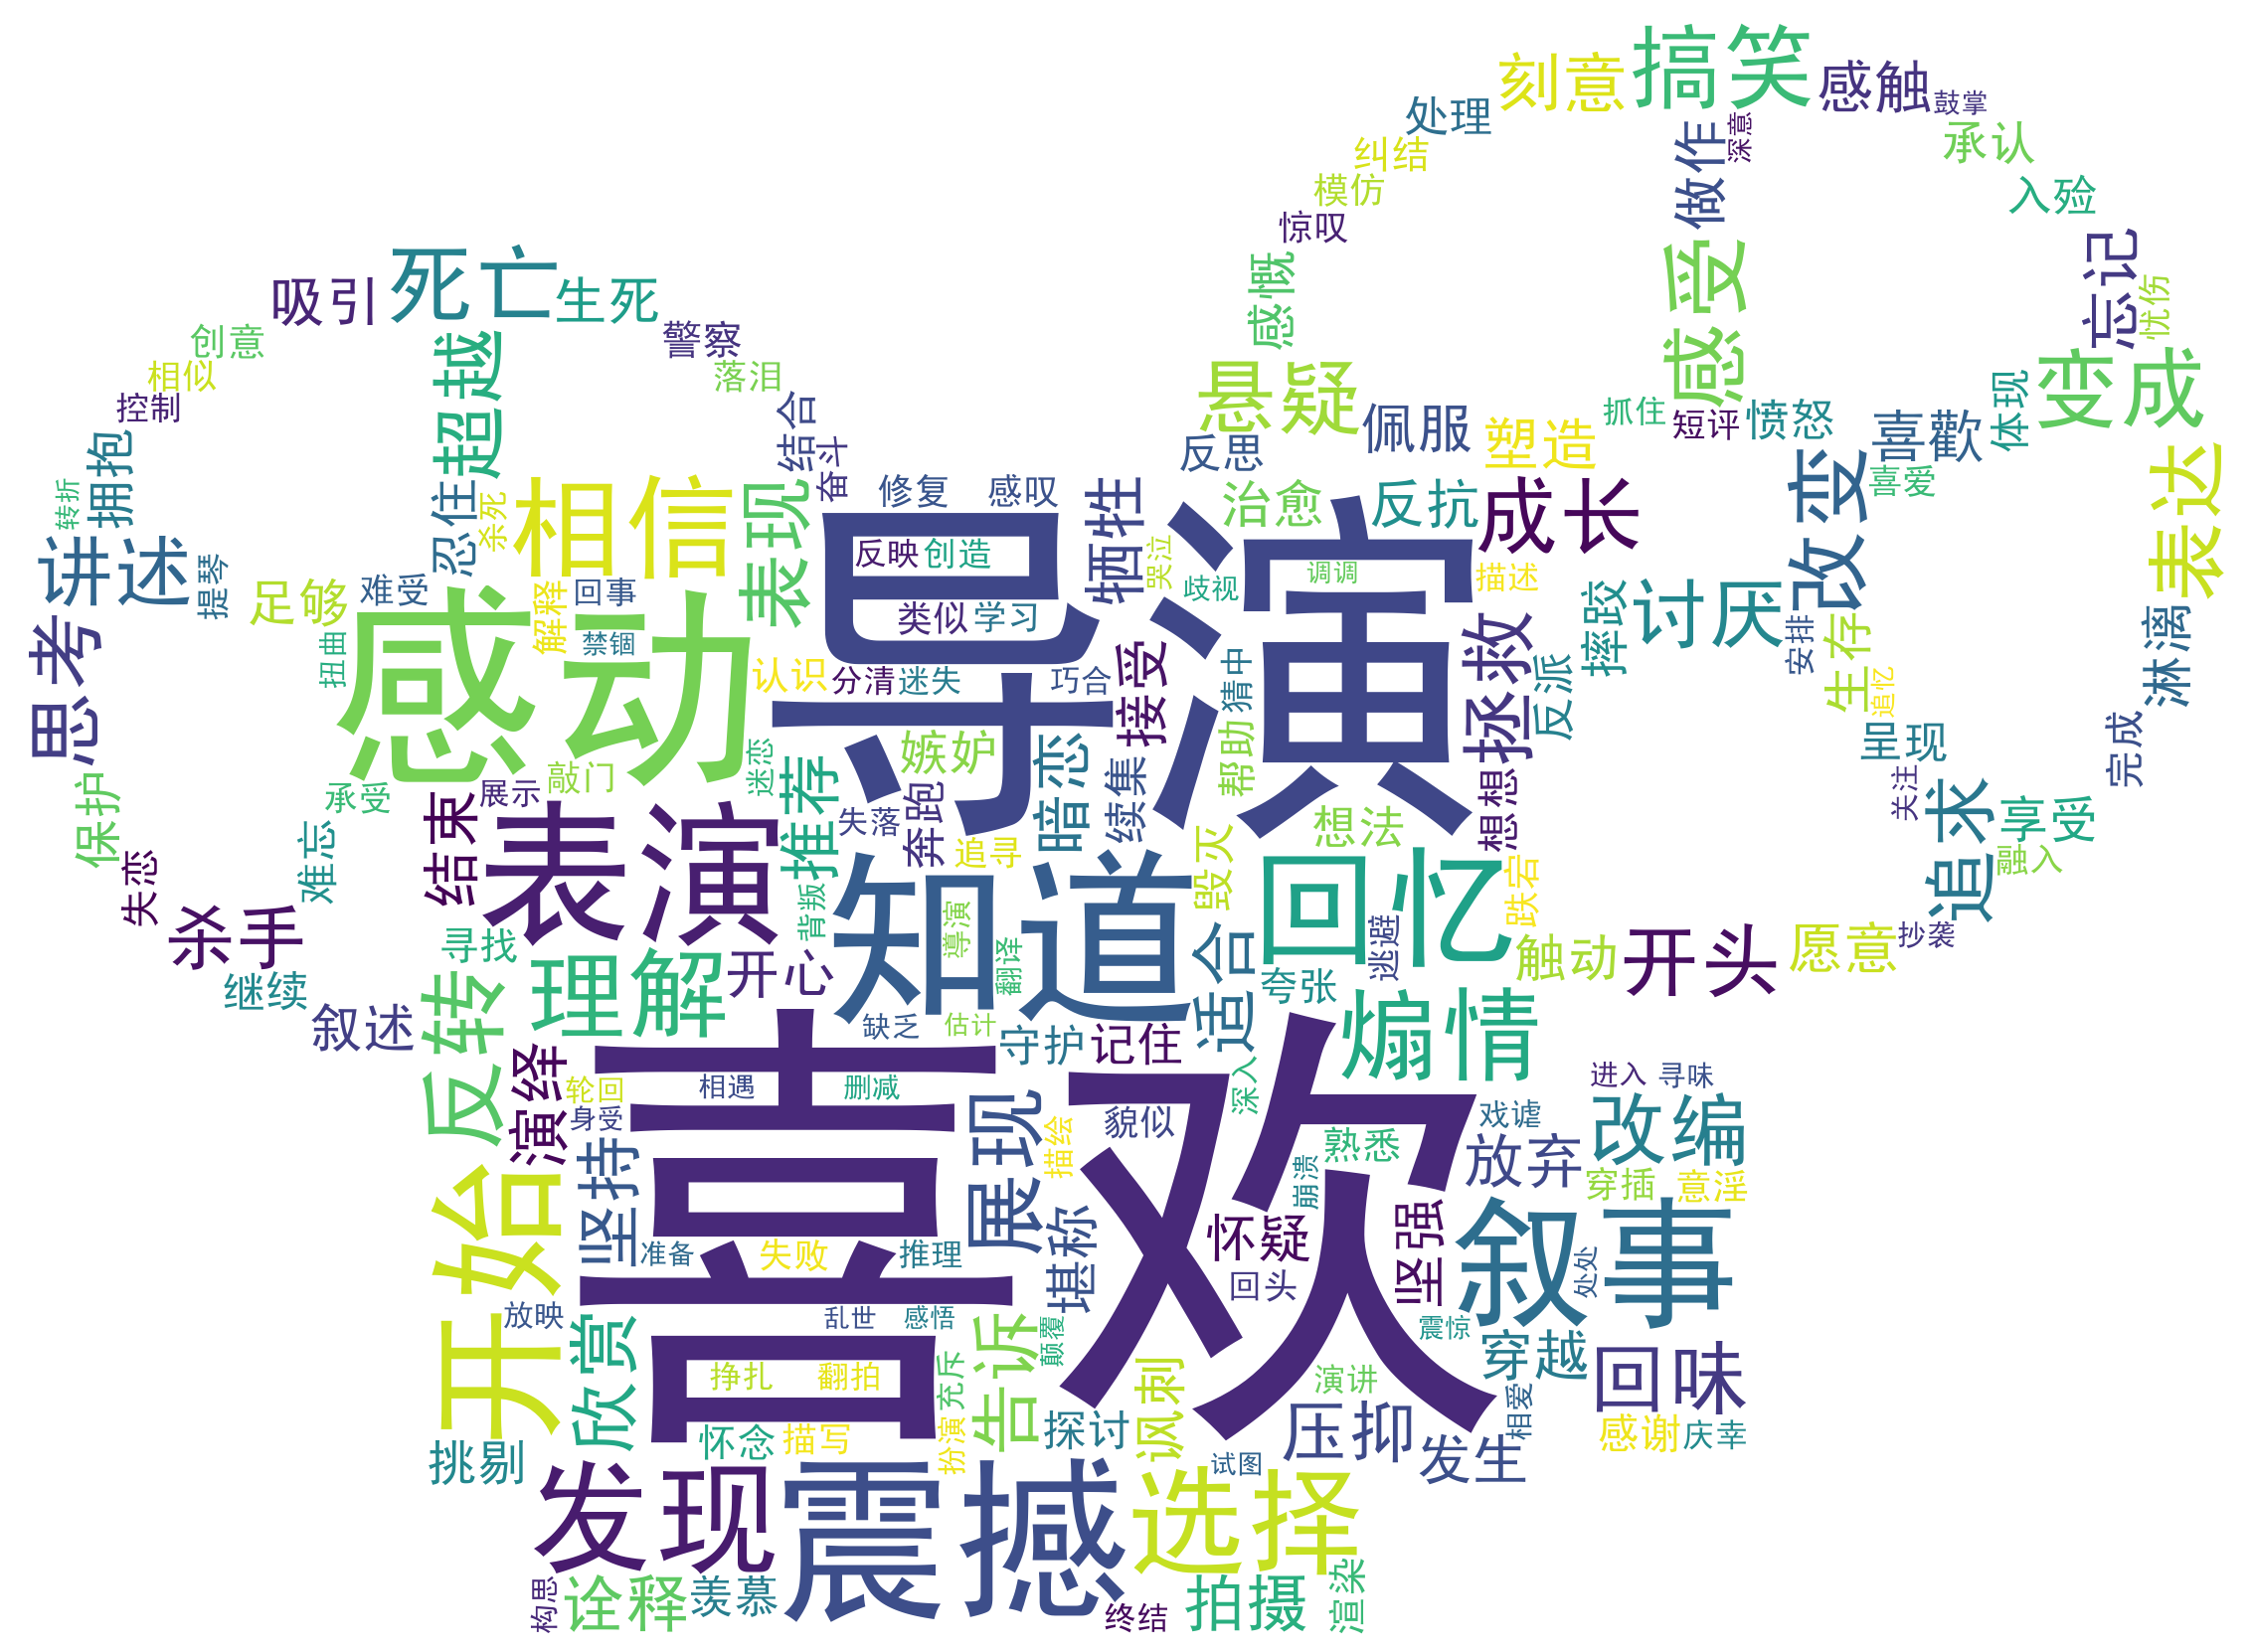 刻意
搞笑
感触
鼓掌
处理
纠结
模仿
惊叹
感慨
做作
深意
承认
入殓
忘记
忧伤
感受
吸引
死亡
生死
警察
落泪
创意
相似
控制
超越
结合
奋斗
拥抱
转折
讲述
提琴
思考
忍住
杀死
相信
表现
修复
感叹
导演
反映
创造
类似
学习
悬疑
佩服
反思
塑造
抓住
短评
愤怒
喜歡
喜爱
体现
变成
表达
淋漓
完成
牺牲
治愈
反抗
成长
改变
哭泣
歧视
调调
描述
足够
难受
回事
解释
禁锢
扭曲
感动
认识
分清
迷失
巧合
接受
猜中
拯救
反派
摔跤
讨厌
安排
生存
追忆
呈现
关注
追求
享受
融入
保护
承受
难忘
失恋
杀手
继续
叙述
结束
展示
敲门
迷恋
推荐
嫉妒
暗恋
奔跑
失落
追寻
续集
帮助
毁灭
想法
想想
跌宕
表演
知道
回忆
背叛
導演
翻译
寻找
理解
开心
适合
夸张
逃避
触动
开头
愿意
抄袭
反转
演绎
缺乏
估计
守护
记住
煽情
深入
轮回
身受
相遇
删减
喜欢
展现
描绘
貌似
熟悉
崩溃
戏谑
放弃
进入
寻味
改编
穿插
意淫
坚持
准备
失败
推理
堪称
怀疑
回头
坚强
叙事
处处
开始
放映
欣赏
乱世
感悟
颠覆
告诉
震惊
穿越
回味
挣扎
翻拍
充斥
扮演
讽刺
演讲
相爱
感谢
庆幸
挑剔
怀念
描写
探讨
压抑
发生
试图
发现
震撼
选择
构思
诠释
羡慕
终结
拍摄
渲染